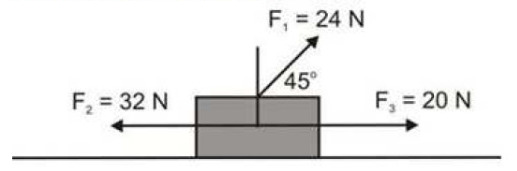 F₁ = 24 N
45°
F₂ = 32 N
F₃ = 20 N